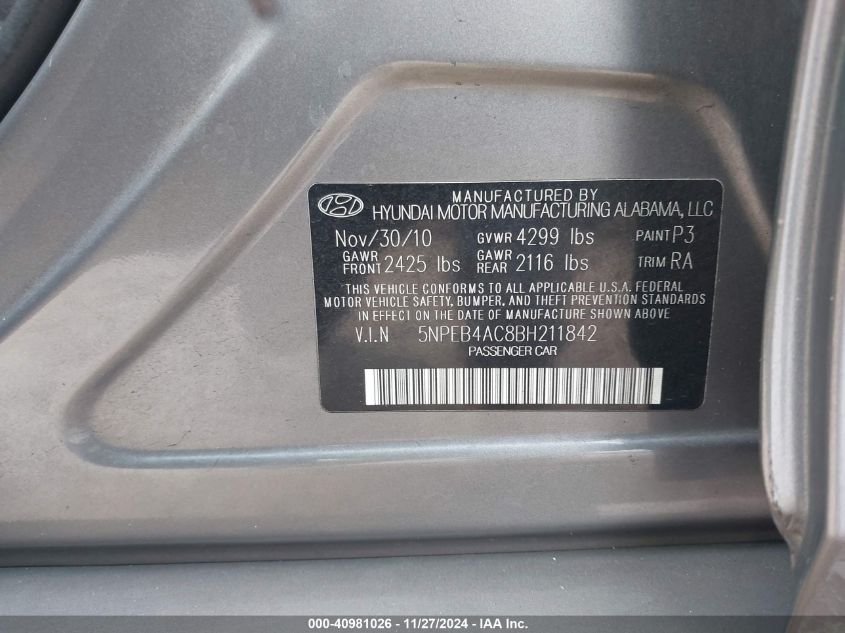 MANUFACTURED BY
HYUNDAI MOTOR MANUFACTURING ALABAMA, LLC
Nov/30/10 GVWR 4299 lbs PAINT P3
GAWR FRONT 2425 lbs GAWR REAR 2116 lbs TRIM RA
THIS VEHICLE CONFORMS TO ALL APPLICABLE U.S.A. FEDERAL
MOTOR VEHICLE SAFETY, BUMPER, AND THEFT PREVENTION STANDARDS
IN EFFECT ON THE DATE OF MANUFACTURE SHOWN ABOVE
V.I.N 5NPEB4AC8BH211842
PASSENGER CAR
000-40981026 - 11/27/2024 - IAAI.COM